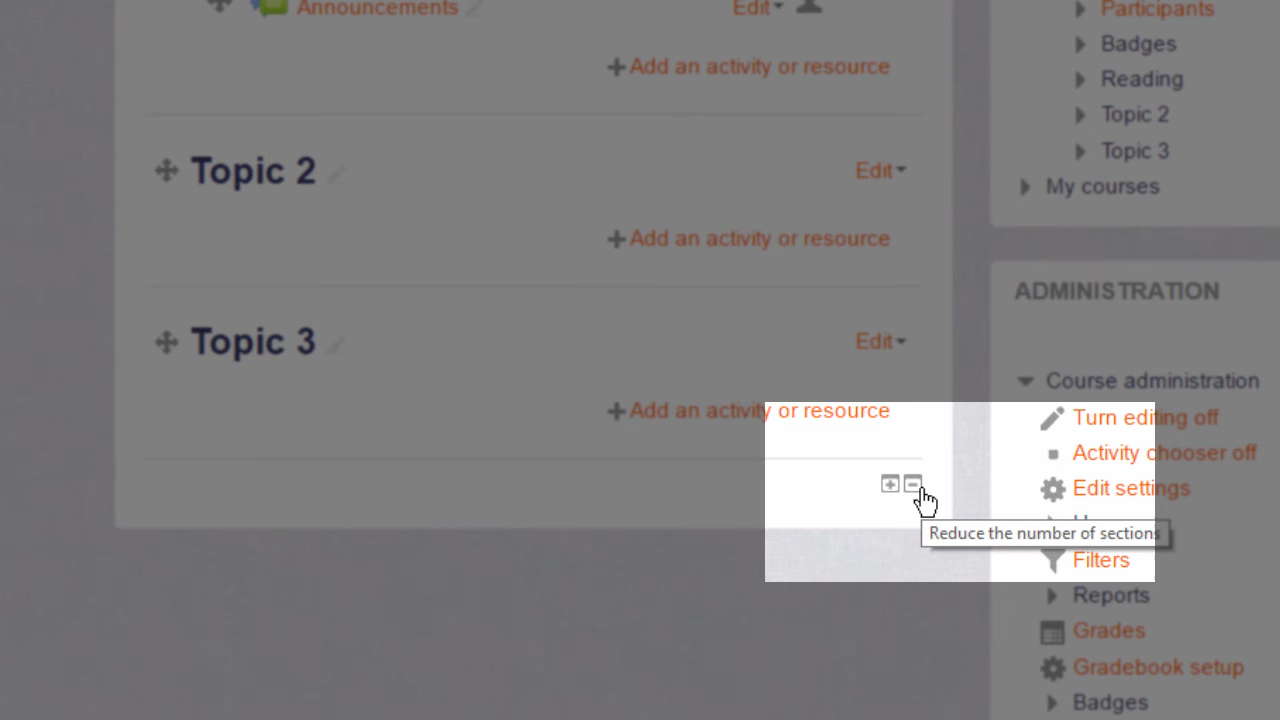 Announcements
Edit
Add an activity or resource
Topic 2
Edit
Add an activity or resource
Topic 3
Edit
Add an activity or resource
Reduce the number of sections
Participants
Badges
Reading
Topic 2
Topic 3
My courses
ADMINISTRATION
Course administration
Turn editing off
Activity chooser off
Edit settings
Filters
Reports
Grades
Gradebook setup
Badges